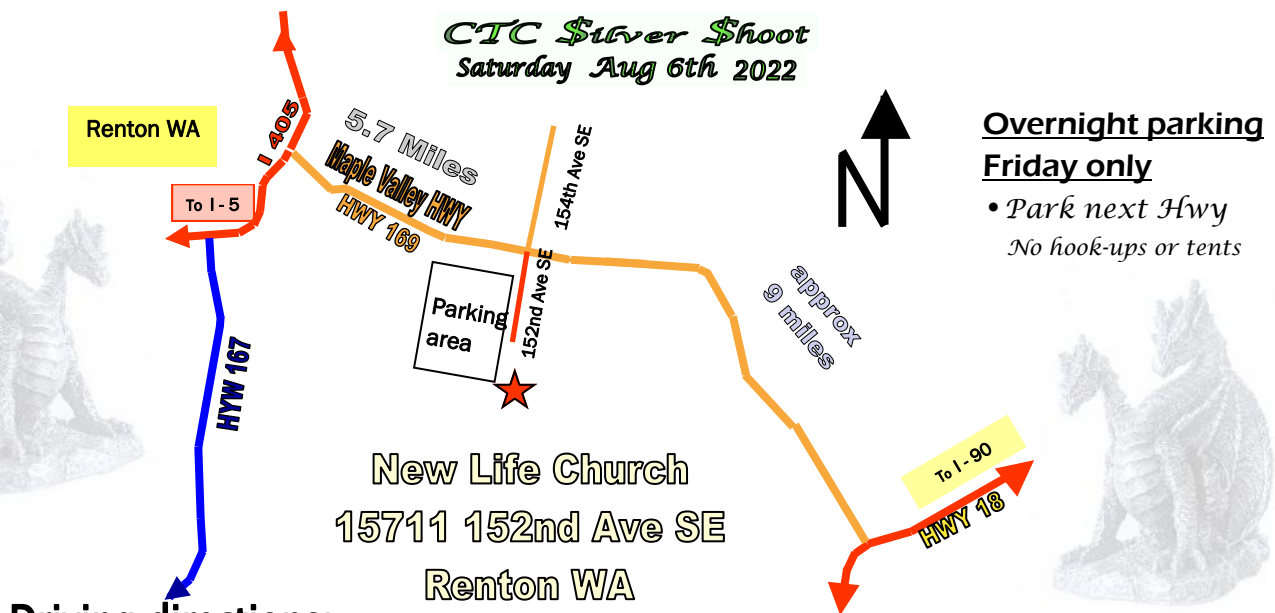 CTC $ilver $hoot
Saturday Aug 6th 2022
Renton WA
I 405
5.7 Miles
Maple Valley HWY
HWY 169
154th Ave SE
N
Overnight parking
Friday only
• Park next Hwy
No hook-ups or tents
To I - 5
152nd Ave SE
Parking
area
approx
9 miles
HYW 167
To I - 90
HWY 18
New Life Church
15711 152nd Ave SE
Renton WA
Driving directions: